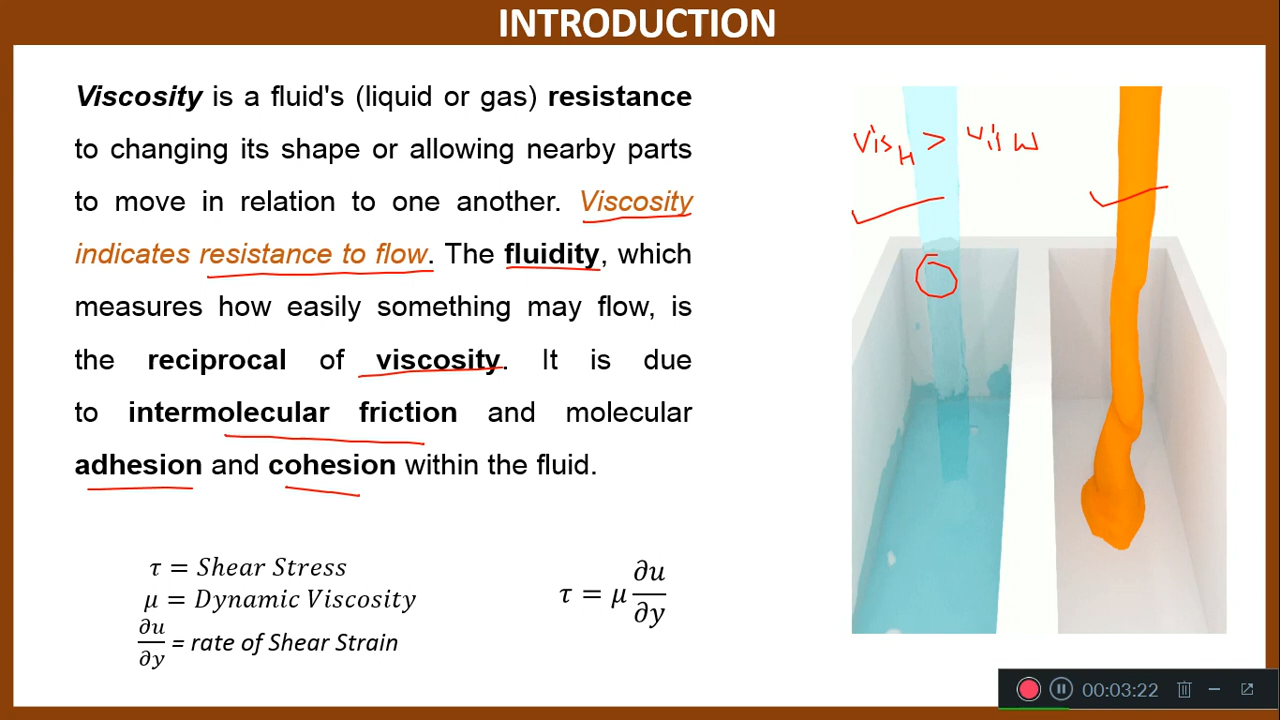 INTRODUCTION
Viscosity is a fluid's (liquid or gas) resistance
to changing its shape or allowing nearby parts
to move in relation to one another. Viscosity
indicates resistance to flow. The fluidity, which
measures how easily something may flow, is
the reciprocal of viscosity. It is due
to intermolecular friction and molecular
adhesion and cohesion within the fluid.
τ = Shear Stress
μ = Dynamic Viscosity
∂u/∂y = rate of Shear Strain
τ = μ ∂u/∂y
Vis H > Vis W
00:03:22